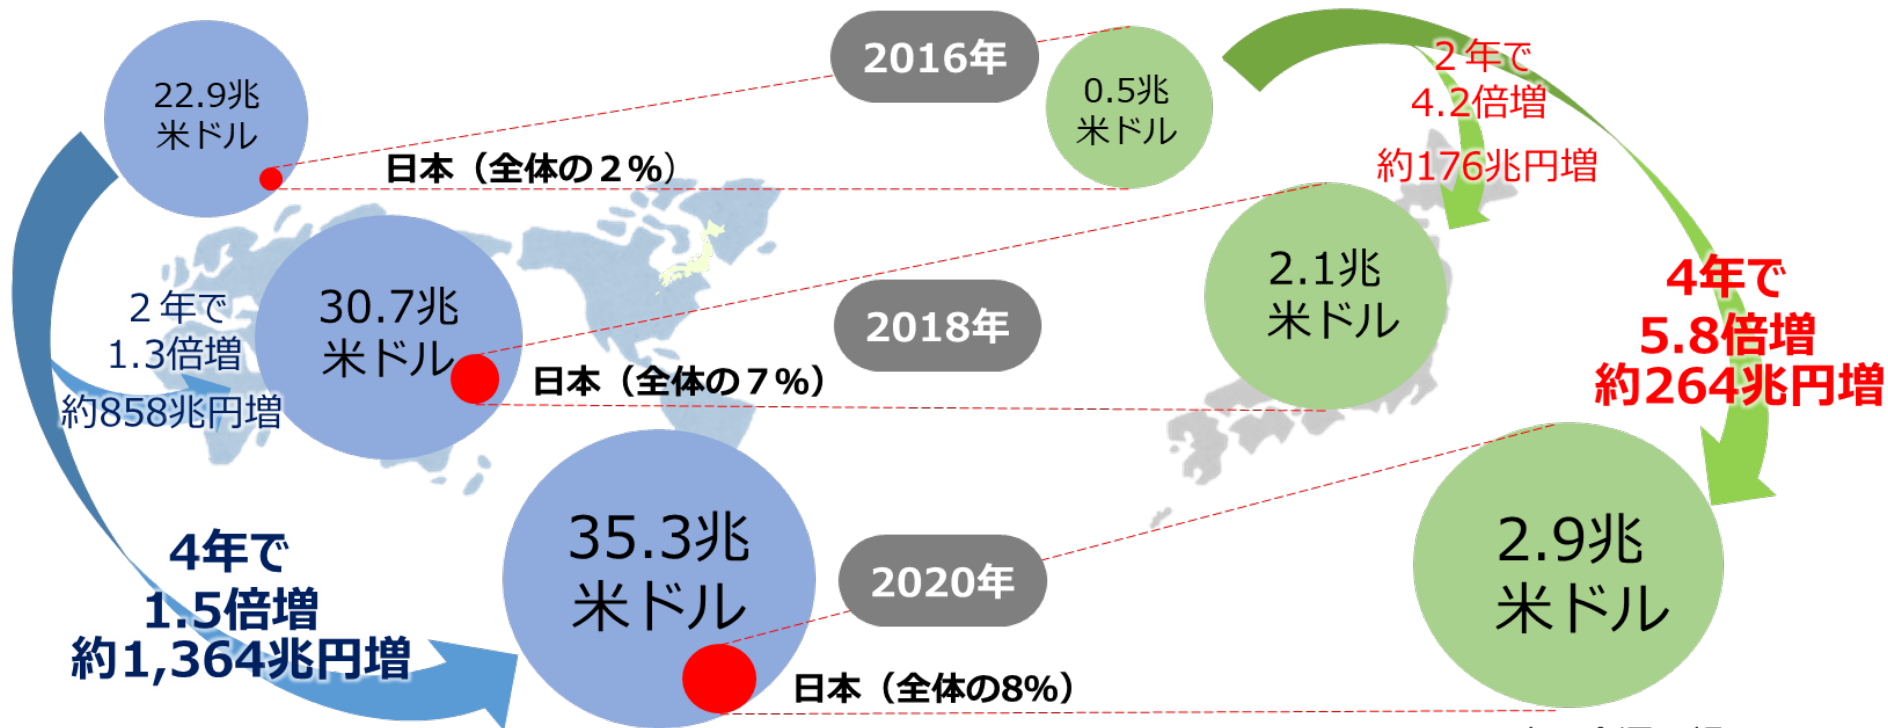 2016年
22.9兆
米ドル
0.5兆
米ドル
２年で
4.2倍増
約176兆円増
日本（全体の２%）
2018年
30.7兆
米ドル
2.1兆
米ドル
２年で
1.3倍増
約858兆円増
日本（全体の７%）
4年で
5.8倍増
約264兆円増
2020年
35.3兆
米ドル
2.9兆
米ドル
4年で
1.5倍増
約1,364兆円増
日本（全体の8%）